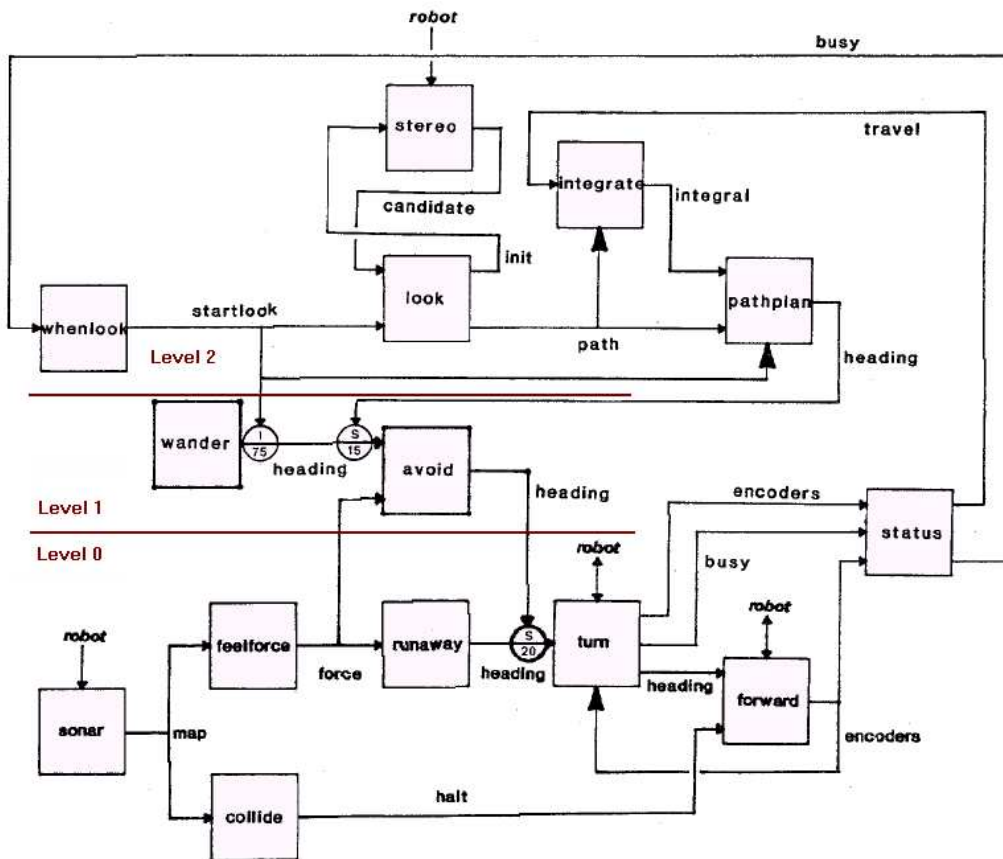 robot
busy
stereo
travel
integrate
integral
candidate
init
look
pathplan
startlook
whenlook
path
heading
Level 2
wander
I
75
S
15
heading
avoid
heading
encoders
Level 1
Level 0
status
robot
busy
robot
robot
feelforce
runaway
S
20
turn
force
heading
heading
forward
sonar
map
encoders
halt
collide